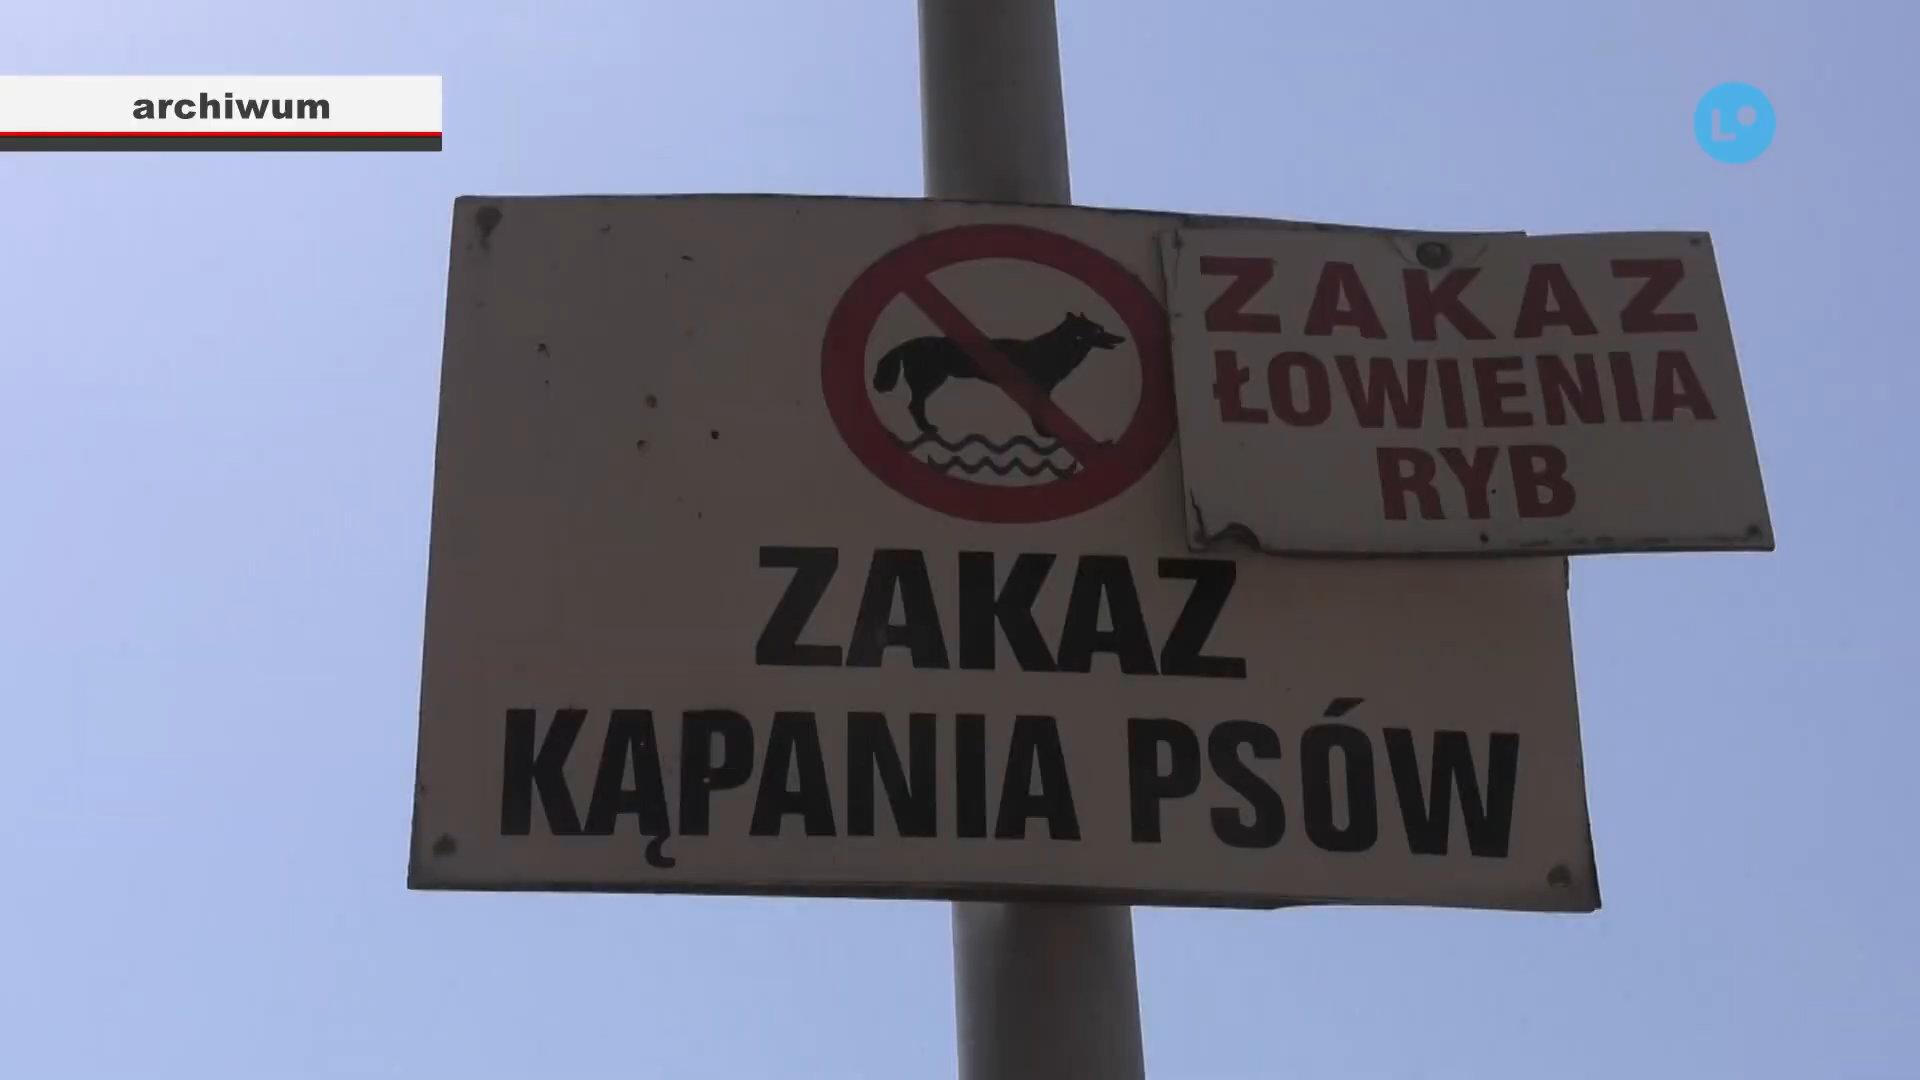 archiwum
L
ZAKAZ
ŁOWIENIA
RYB
ZAKAZ
KĄPANIA PSÓW